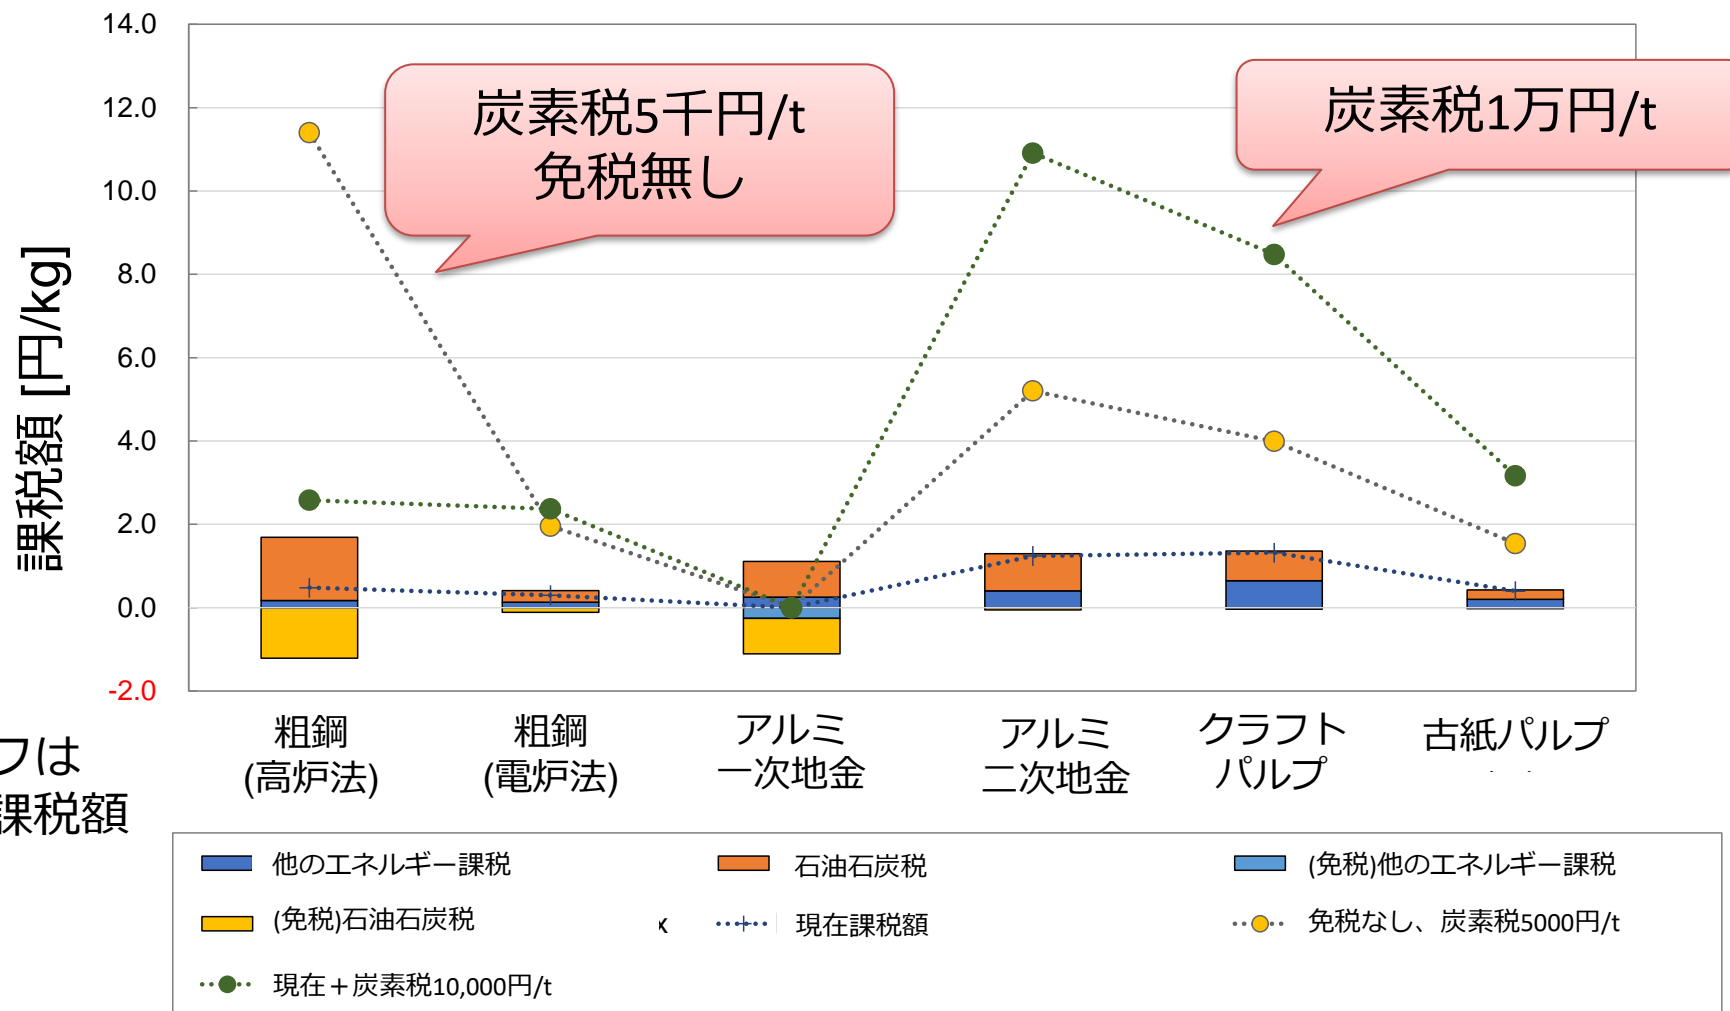 14.0
12.0
10.0
8.0
6.0
4.0
2.0
0.0
-2.0
課税額 [円/kg]
炭素税5千円/t
免税無し
炭素税1万円/t
粗鋼
(高炉法)
粗鋼
(電炉法)
アルミ
一次地金
アルミ
二次地金
クラフト
パルプ
古紙パルプ
フは
課税額
他のエネルギー課税
石油石炭税
(免税)他のエネルギー課税
(免税)石油石炭税
現在課税額
免税なし、炭素税5000円/t
現在＋炭素税10,000円/t